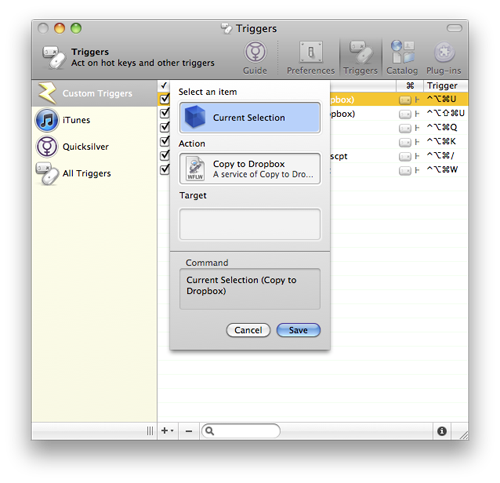 Triggers
Triggers
Act on hot keys and other triggers
Guide
Preferences
Triggers
Catalog
Plug-ins
Custom Triggers
iTunes
Quicksilver
All Triggers
✓
⌘
Trigger
pbox)
^⌥⌘U
pbox)
^⌥⇧⌘U
^⌥⌘Q
^⌥⌘K
scpt
^⌥⌘/
^⌥⌘W
Select an item
Current Selection
Action
WFLW
Copy to Dropbox
A service of Copy to Dro...
Target
Command
Current Selection (Copy to
Dropbox)
Cancel
Save